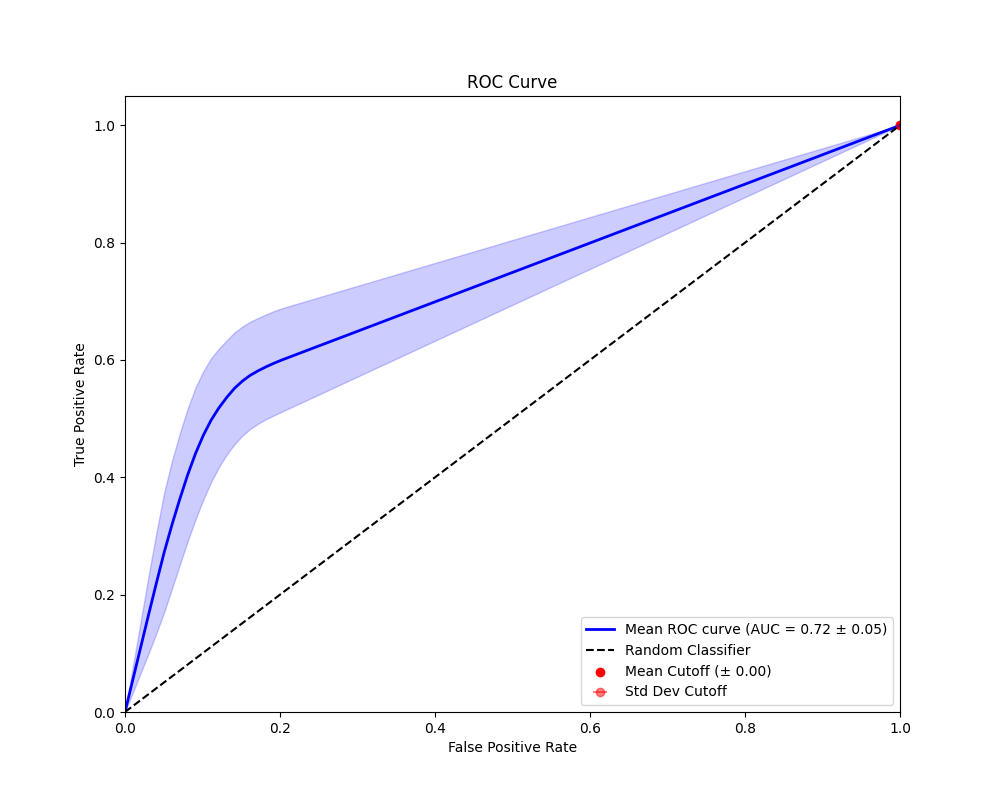 ROC Curve
True Positive Rate
1.0
0.8
0.6
0.4
0.2
0.0
Mean ROC curve (AUC = 0.72 ± 0.05)
Random Classifier
Mean Cutoff (± 0.00)
Std Dev Cutoff
0.0 0.2 0.4 0.6 0.8 1.0
False Positive Rate